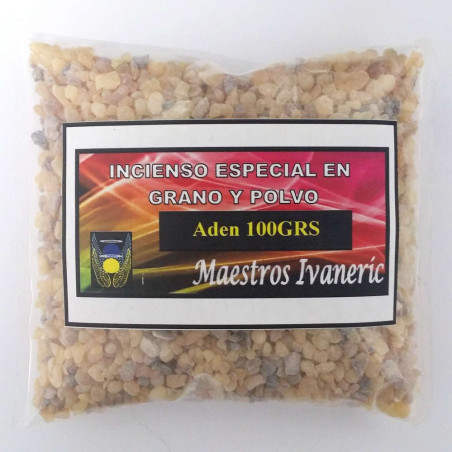 INCIENSO ESPECIAL EN
GRANO Y POLVO
Aden 100GRS
Maestros Ivaneric